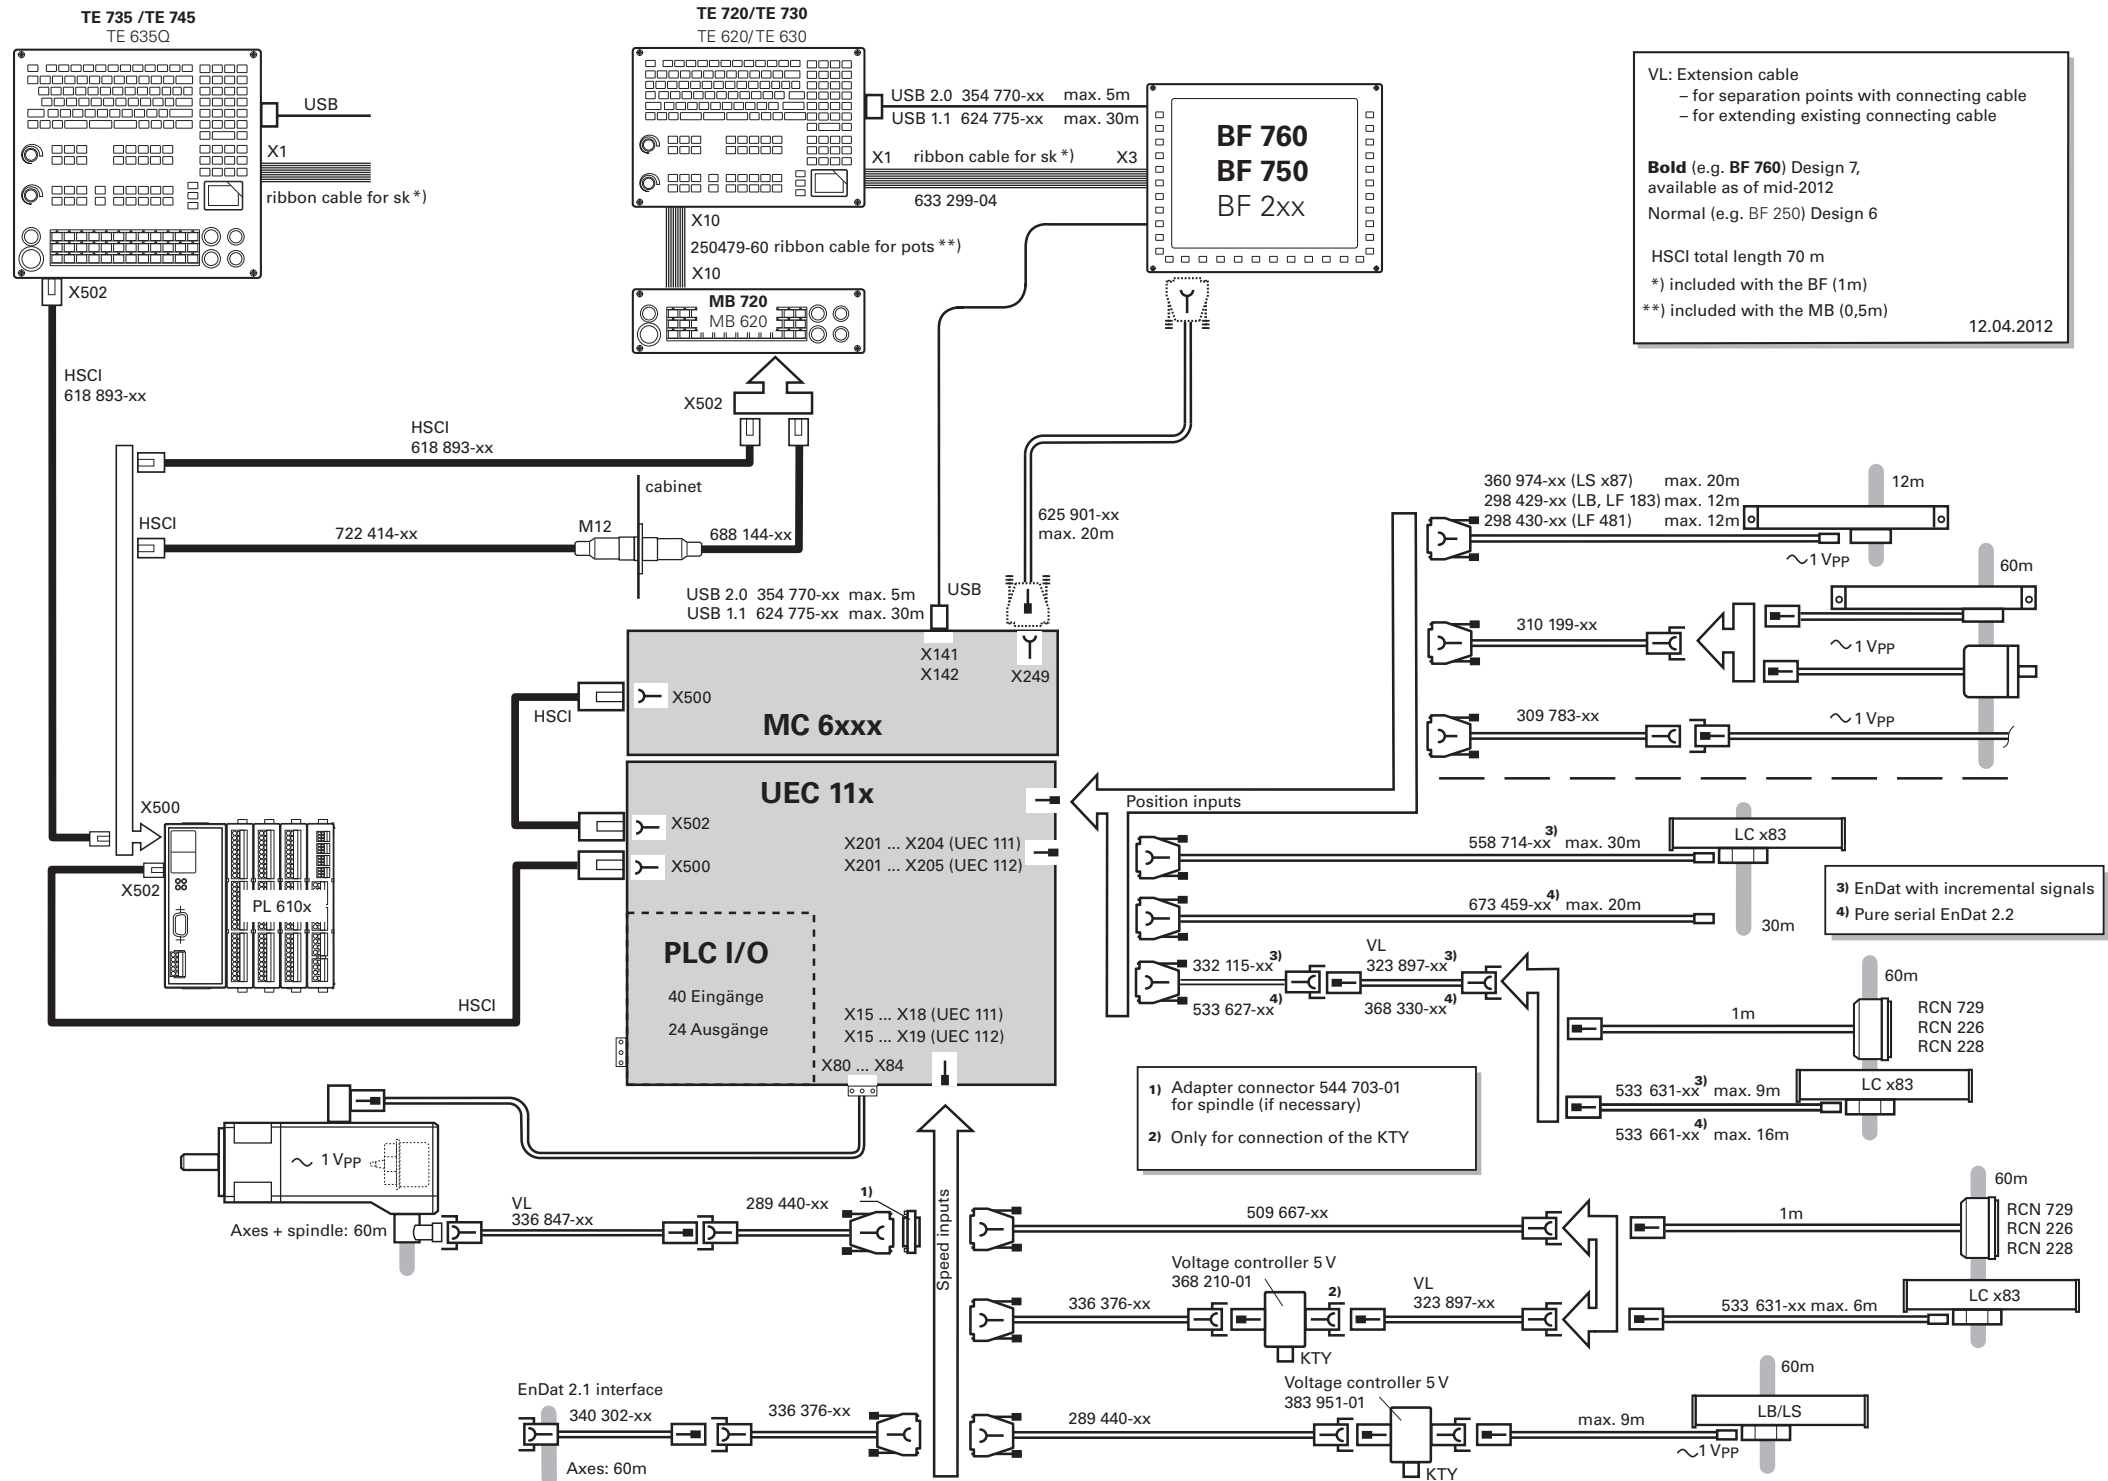 TE 735 /TE 745
TE 635Q
USB
X1
ribbon cable for sk *)
X502
HSCI
618 893-xx
TE 720/TE 730
TE 620/ TE 630
USB 2.0 354 770-xx max. 5m
USB 1.1 624 775-xx max. 30m
X1 ribbon cable for sk *) X3
633 299-04
X10
250479-60 ribbon cable for pots **)
X10
MB 720
MB 620
X502
BF 760
BF 750
BF 2xx
VL: Extension cable
– for separation points with connecting cable
– for extending existing connecting cable
Bold (e.g. BF 760) Design 7,
available as of mid-2012
Normal (e.g. BF 250) Design 6
HSCI total length 70 m
*) included with the BF (1m)
**) included with the MB (0,5m)
12.04.2012
HSCI
618 893-xx
cabinet
HSCI
722 414-xx
M12
688 144-xx
625 901-xx
max. 20m
USB 2.0 354 770-xx max. 5m
USB 1.1 624 775-xx max. 30m
USB
X141
X142
X249
X500
HSCI
MC 6xxx
UEC 11x
X502
X500
X201 ... X204 (UEC 111)
X201 ... X205 (UEC 112)
X500
X502
PL 610x
HSCI
PLC I/O
40 Eingänge
24 Ausgänge
X15 ... X18 (UEC 111)
X15 ... X19 (UEC 112)
X80 ... X84
360 974-xx (LS x87) max. 20m
298 429-xx (LB, LF 183) max. 12m
298 430-xx (LF 481) max. 12m
12m
~1 VPP
60m
310 199-xx
~1 VPP
309 783-xx
~1 VPP
Position inputs
558 714-xx 3) max. 30m
LC x83
673 459-xx 4) max. 20m
30m
3) EnDat with incremental signals
4) Pure serial EnDat 2.2
332 115-xx 3)
533 627-xx 4)
VL
323 897-xx 3)
368 330-xx 4)
60m
1m
RCN 729
RCN 226
RCN 228
533 631-xx 3) max. 9m
533 661-xx 4) max. 16m
LC x83
1) Adapter connector 544 703-01
for spindle (if necessary)
2) Only for connection of the KTY
~ 1 VPP
Axes + spindle: 60m
VL
336 847-xx
289 440-xx
1)
Speed inputs
509 667-xx
1m
60m
RCN 729
RCN 226
RCN 228
Voltage controller 5 V
368 210-01
336 376-xx
2)
KTY
VL
323 897-xx
533 631-xx max. 6m
LC x83
EnDat 2.1 interface
340 302-xx
336 376-xx
Axes: 60m
Voltage controller 5 V
383 951-01
289 440-xx
KTY
max. 9m
~1 VPP
LB/LS
60m